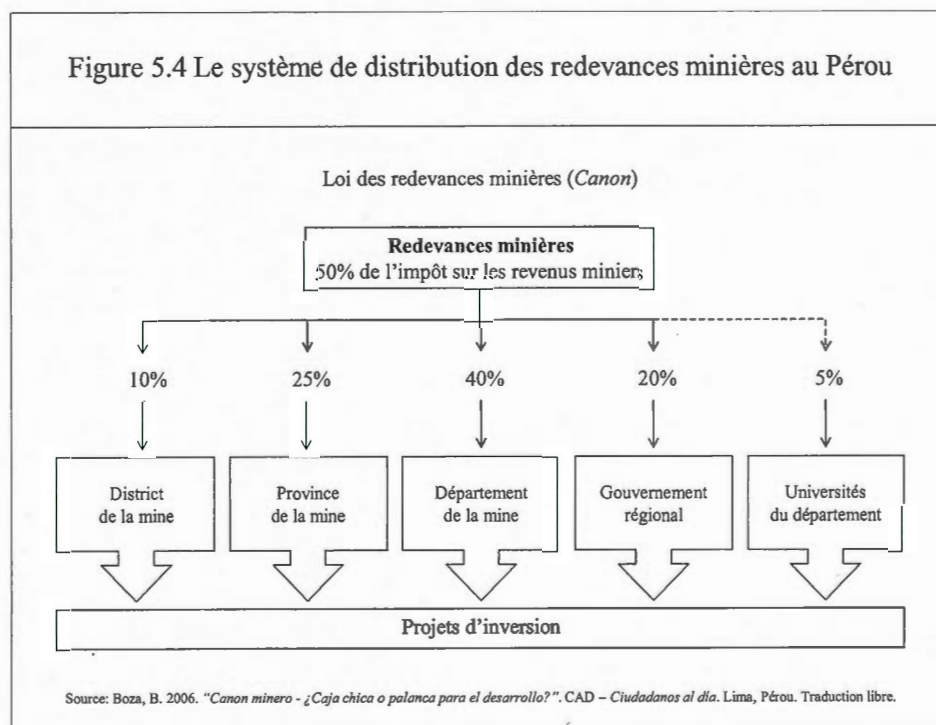 Figure 5.4 Le système de distribution des redevances minières au Pérou
Loi des redevances minières (Canon)
Redevances minières
50% de l'impôt sur les revenus miniers
10% 25% 40% 20% 5%
District Province Département Gouvernement Universités
de la mine de la mine de la mine régional du département
Projets d'inversion
Source: Boza, B. 2006. "Canon minero - ¿Caja chica o palanca para el desarrollo?". CAD – Ciudadanos al día. Lima, Pérou. Traduction libre.